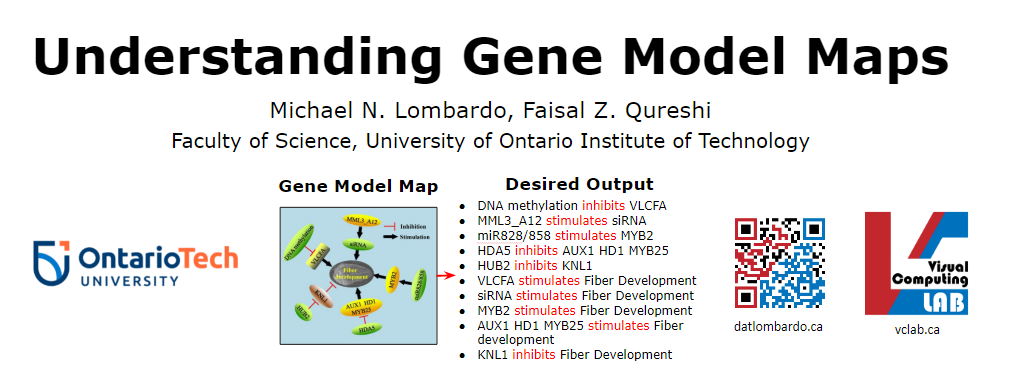 Understanding Gene Model Maps
Michael N. Lombardo, Faisal Z. Qureshi
Faculty of Science, University of Ontario Institute of Technology
Gene Model Map
MML3_A12
Inhibition
Stimulation
DNA methylation
siRNA
VLCFA
Fiber
development
MYB2
miR828/858
KNL1
HUB2
AUX1 HD1
MYB25
HDA5
Desired Output
• DNA methylation inhibits VLCFA
• MML3_A12 stimulates siRNA
• miR828/858 stimulates MYB2
• HDA5 inhibits AUX1 HD1 MYB25
• HUB2 inhibits KNL1
• VLCFA stimulates Fiber Development
• siRNA stimulates Fiber Development
• MYB2 stimulates Fiber Development
• AUX1 HD1 MYB25 stimulates Fiber
development
• KNL1 inhibits Fiber Development
OntarioTech
UNIVERSITY
datlombardo.ca
Visual
Computing
LAB
vclab.ca